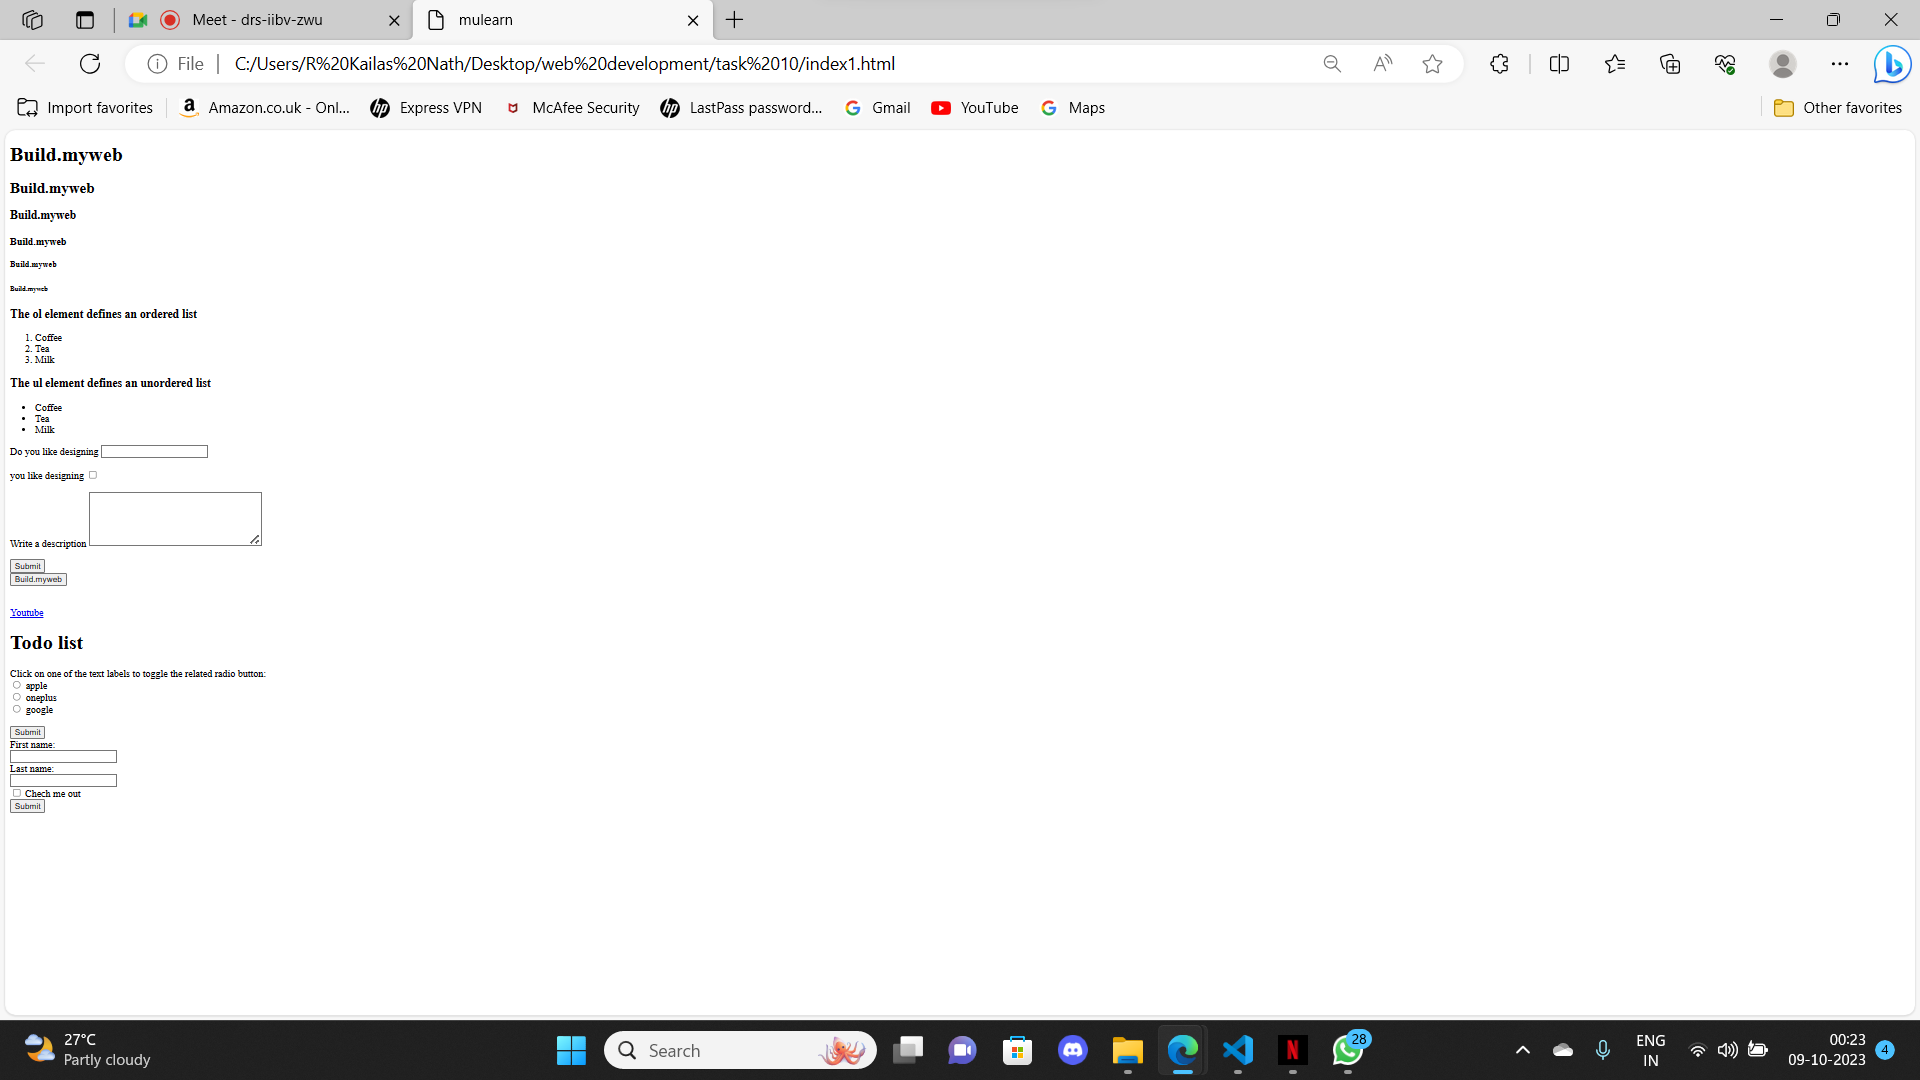 Meet - drs-iibv-zwu
mulearn
File
C:/Users/R%20Kailas%20Nath/Desktop/web%20development/task%2010/index1.html
Import favorites
Amazon.co.uk - Onl...
Express VPN
McAfee Security
LastPass password...
Gmail
YouTube
Maps
Other favorites
Build.myweb
Build.myweb
Build.myweb
Build.myweb
Build.myweb
Build.myweb
The ol element defines an ordered list
1. Coffee
2. Tea
3. Milk
The ul element defines an unordered list
• Coffee
• Tea
• Milk
Do you like designing
you like designing
Write a description
Submit
Build.myweb
Youtube
Todo list
Click on one of the text labels to toggle the related radio button:
apple
oneplus
google
Submit
First name:
Last name:
Chech me out
Submit
27°C
Partly cloudy
Search
28
ENG
IN
00:23
09-10-2023
4